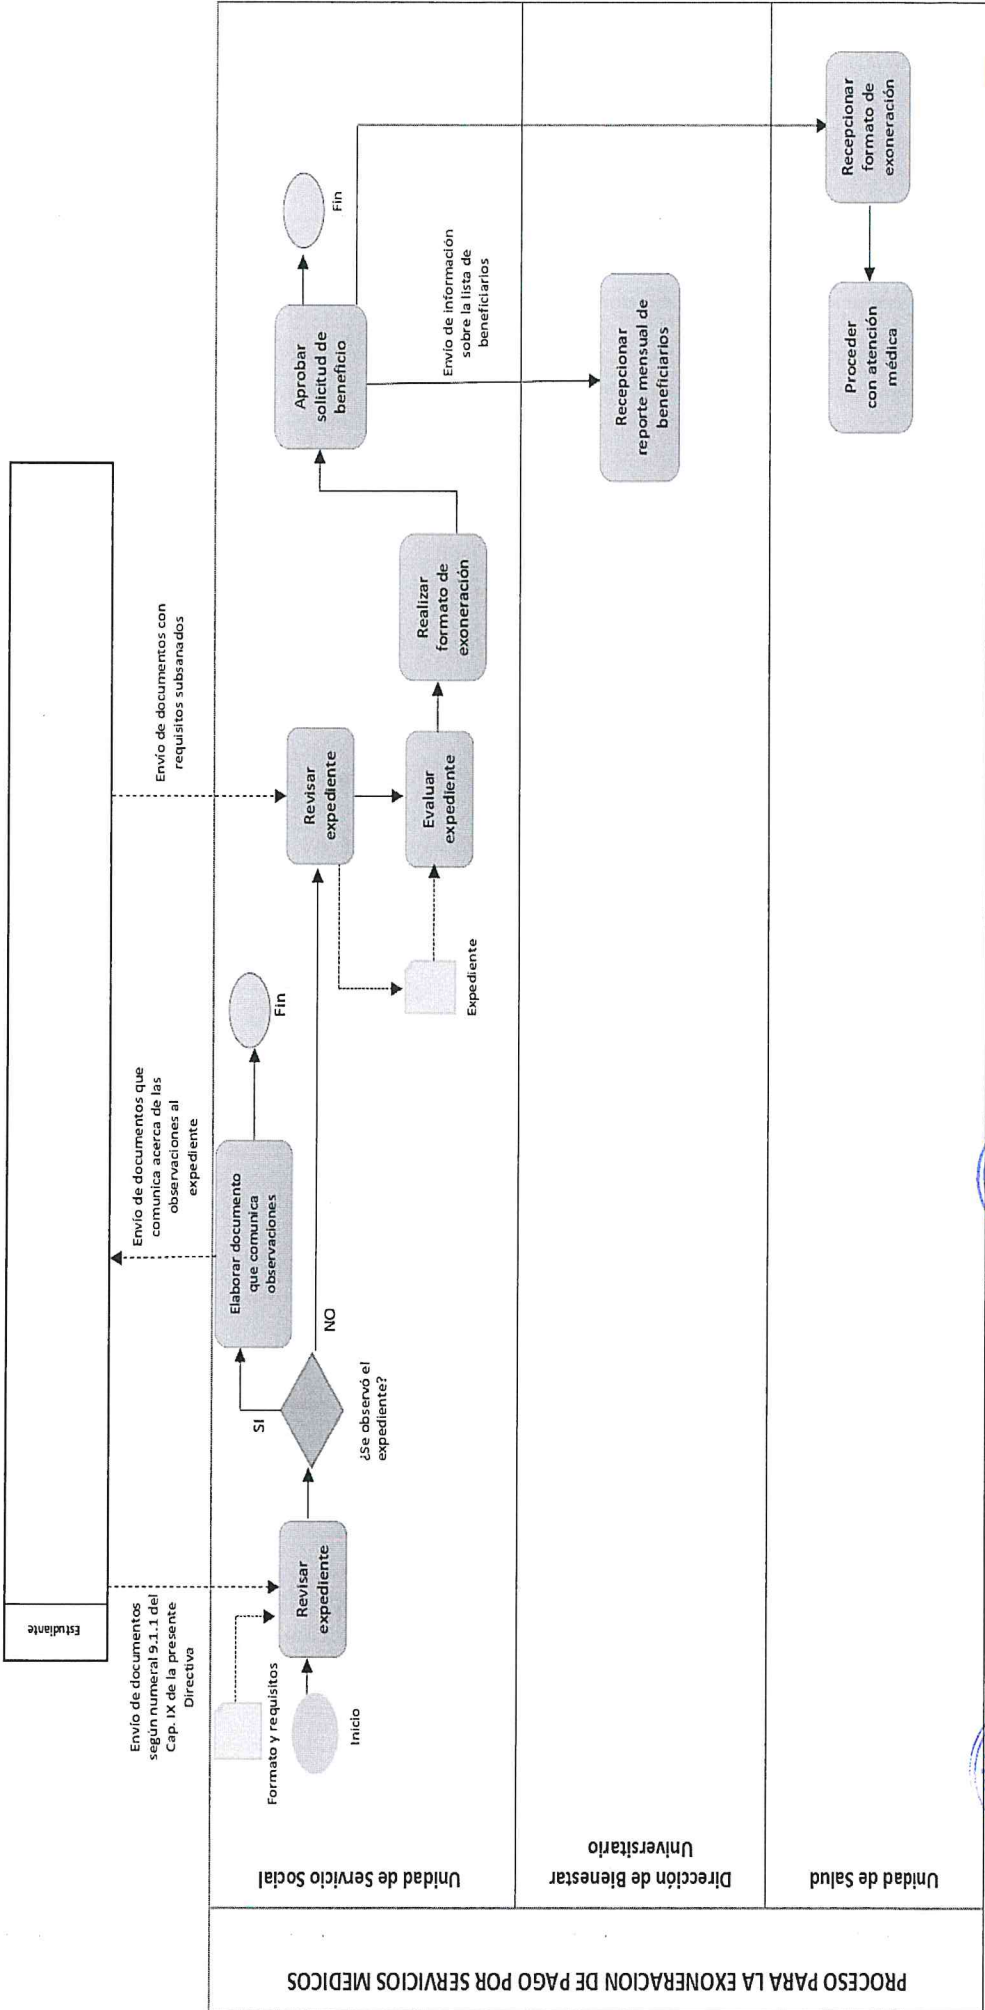 PROCESO PARA LA EXONERACION DE PAGO POR SERVICIOS MEDICOS
Estudiante
Unidad de Servicio Social
Dirección de Bienestar
Universitario
Unidad de Salud
Envío de documentos
según numeral 9.1.1 del
Cap. IX de la presente
Directiva
Formato y requisitos
Inicio
Revisar
expediente
¿Se observó el
expediente?
SI
NO
Elaborar documento
que comunica
observaciones
Envío de documentos que
comunica acerca de las
observaciones al
expediente
Fin
Envío de documentos con
requisitos subsanados
Revisar
expediente
Expediente
Evaluar
expediente
Realizar
formato de
exoneración
Aprobar
solicitud de
beneficio
Fin
Envío de información
sobre la lista de
beneficiarios
Recepcionar
reporte mensual de
beneficiarios
Recepcionar
formato de
exoneración
Proceder
con atención
médica